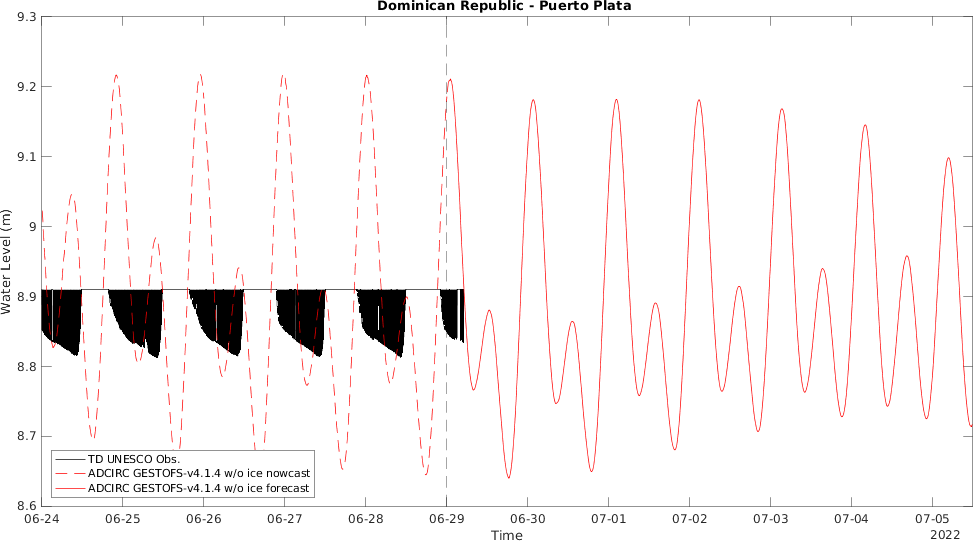 Dominican Republic - Puerto Plata
9.3
9.2
9.1
9
8.9
8.8
8.7
8.6
Water Level (m)
TD UNESCO Obs.
ADCIRC GESTOFS-v4.1.4 w/o ice nowcast
ADCIRC GESTOFS-v4.1.4 w/o ice forecast
06-24 06-25 06-26 06-27 06-28 06-29 06-30 07-01 07-02 07-03 07-04 07-05
2022
Time